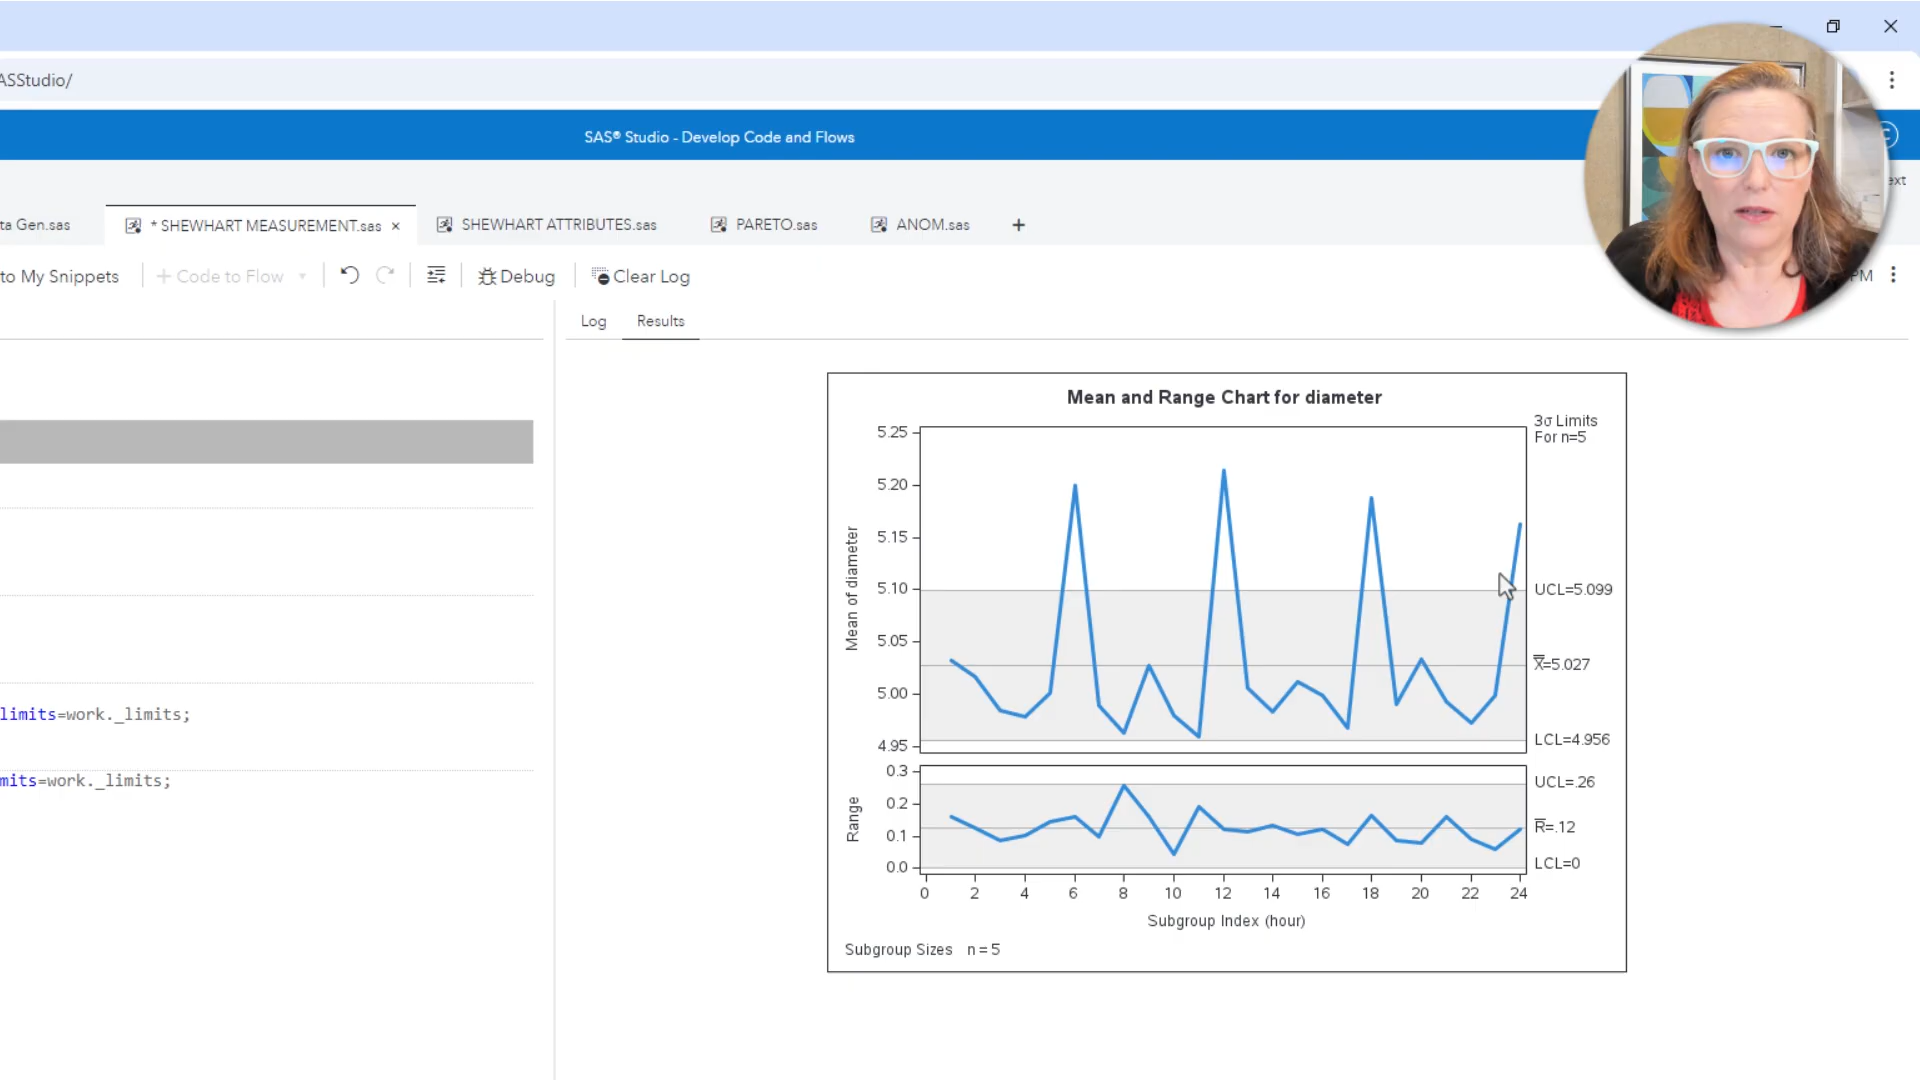 ASStudio/
SAS® Studio - Develop Code and Flows
ta Gen.sas
* SHEWHART MEASUREMENT.sas ×
SHEWHART ATTRIBUTES.sas
PARETO.sas
ANOM.sas
+
to My Snippets
+ Code to Flow
Debug
Clear Log
PM
Log
Results
limits=work._limits;
mits=work._limits;
Mean and Range Chart for diameter
3σ Limits
For n=5
5.25
5.20
5.15
5.10
5.05
5.00
4.95
Mean of diameter
UCL=5.099
X̿=5.027
LCL=4.956
0.3
0.2
0.1
0.0
Range
UCL=.26
R̅=.12
LCL=0
0 2 4 6 8 10 12 14 16 18 20 22 24
Subgroup Index (hour)
Subgroup Sizes n = 5